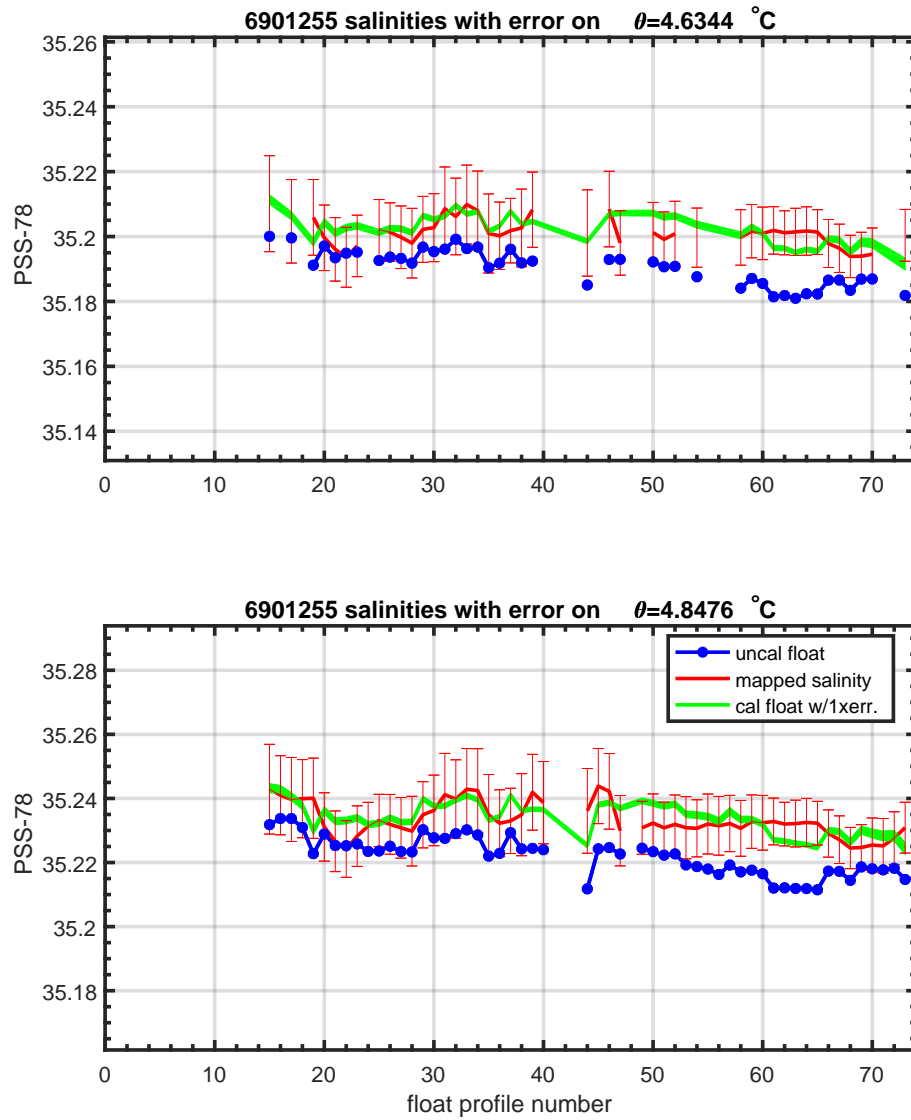 6901255 salinities with error on θ=4.6344 °C
PSS-78
35.26
35.24
35.22
35.2
35.18
35.16
35.14
0 10 20 30 40 50 60 70
6901255 salinities with error on θ=4.8476 °C
uncal float
mapped salinity
cal float w/1xerr.
PSS-78
35.28
35.26
35.24
35.22
35.2
35.18
0 10 20 30 40 50 60 70
float profile number